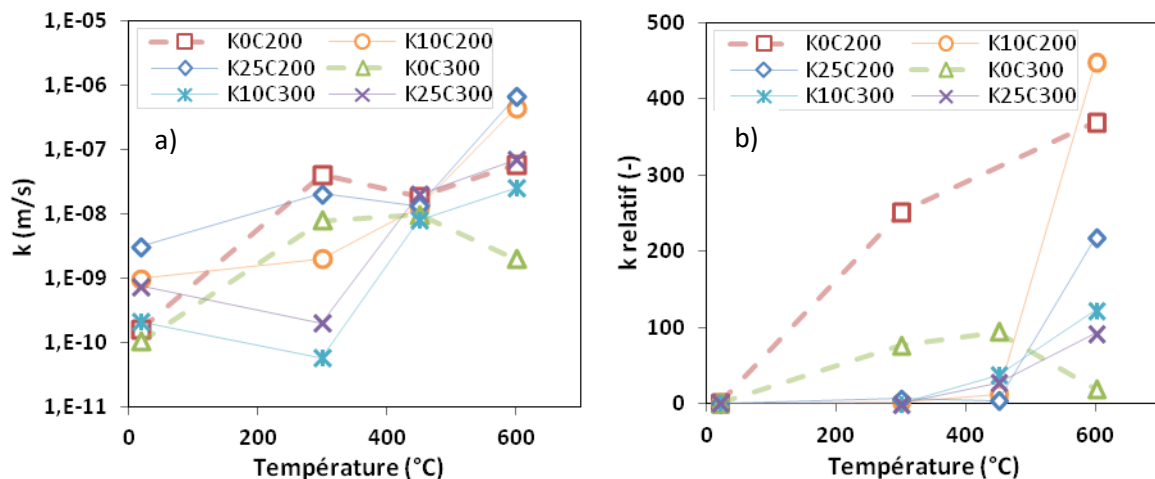 1,E-05
1,E-06
1,E-07
1,E-08
1,E-09
1,E-10
1,E-11
k (m/s)
K0C200 K10C200
K25C200 K0C300
K10C300 K25C300
a)
0 200 400 600
Température (°C)
500
400
300
200
100
0
k relatif (-)
K0C200 K10C200
K25C200 K0C300
K10C300 K25C300
b)
0 200 400 600
Température (°C)